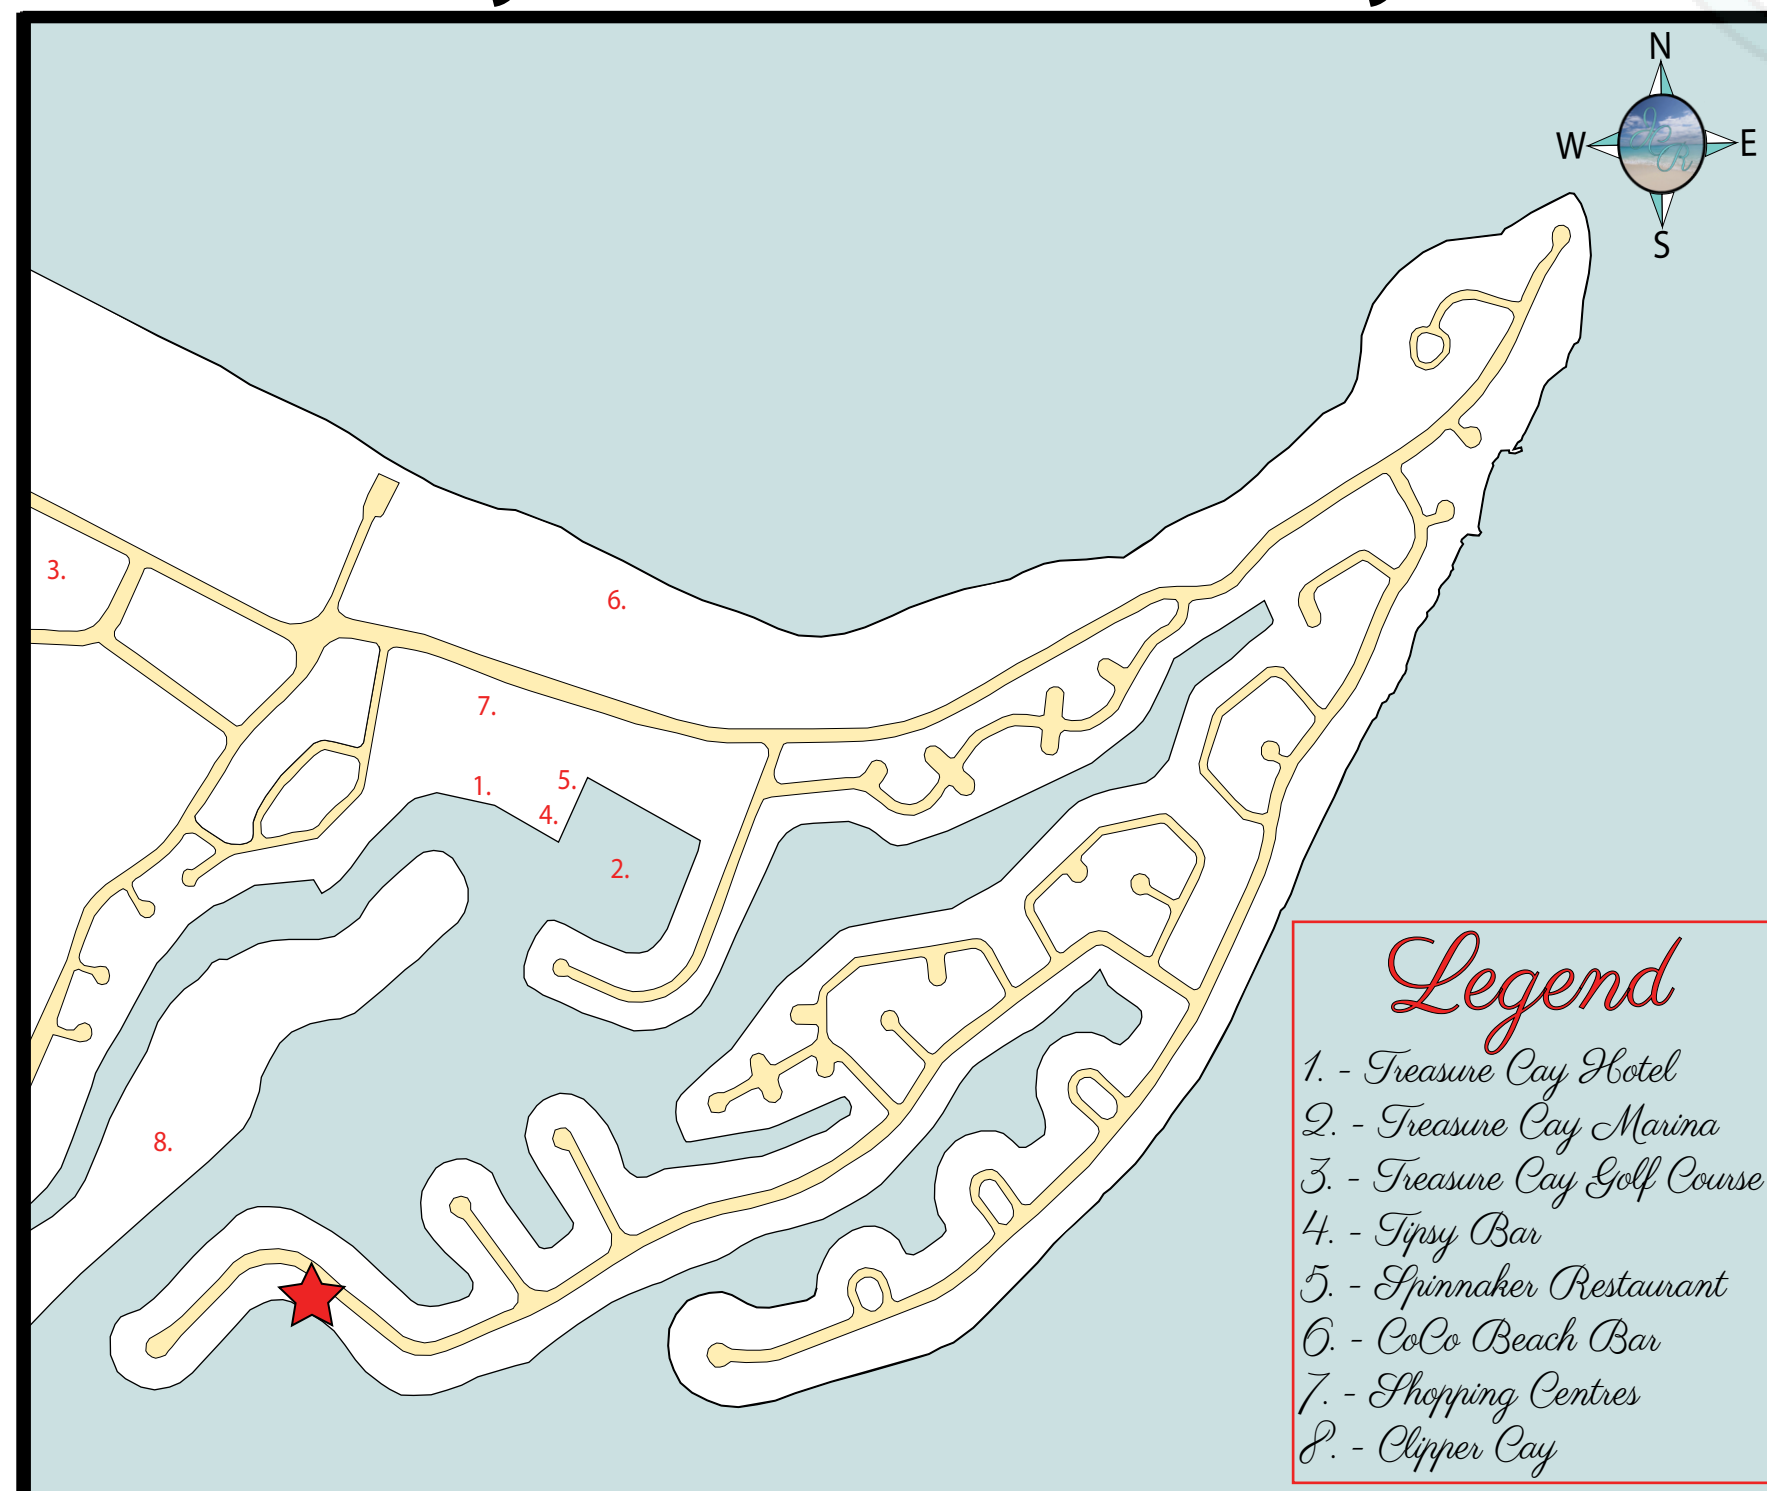 N
W
E
S
3.
6.
7.
1.
5.
4.
2.
8.
Legend
1. - Treasure Cay Hotel
2. - Treasure Cay Marina
3. - Treasure Cay Golf Course
4. - Tipsy Bar
5. - Spinnaker Restaurant
6. - CoCo Beach Bar
7. - Shopping Centres
8. - Clipper Cay